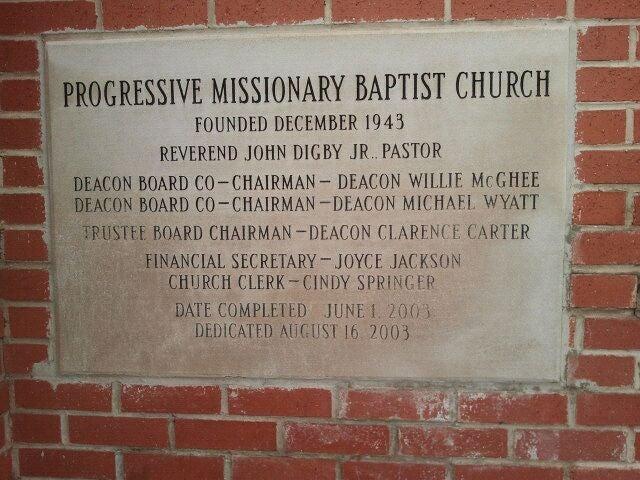 PROGRESSIVE MISSIONARY BAPTIST CHURCH
FOUNDED DECEMBER 1943
REVEREND JOHN DIGBY JR., PASTOR
DEACON BOARD CO-CHAIRMAN - DEACON WILLIE McGHEE
DEACON BOARD CO-CHAIRMAN - DEACON MICHAEL WYATT
TRUSTEE BOARD CHAIRMAN - DEACON CLARENCE CARTER
FINANCIAL SECRETARY - JOYCE JACKSON
CHURCH CLERK - CINDY SPRINGER
DATE COMPLETED JUNE 1, 2003
DEDICATED AUGUST 16, 2003